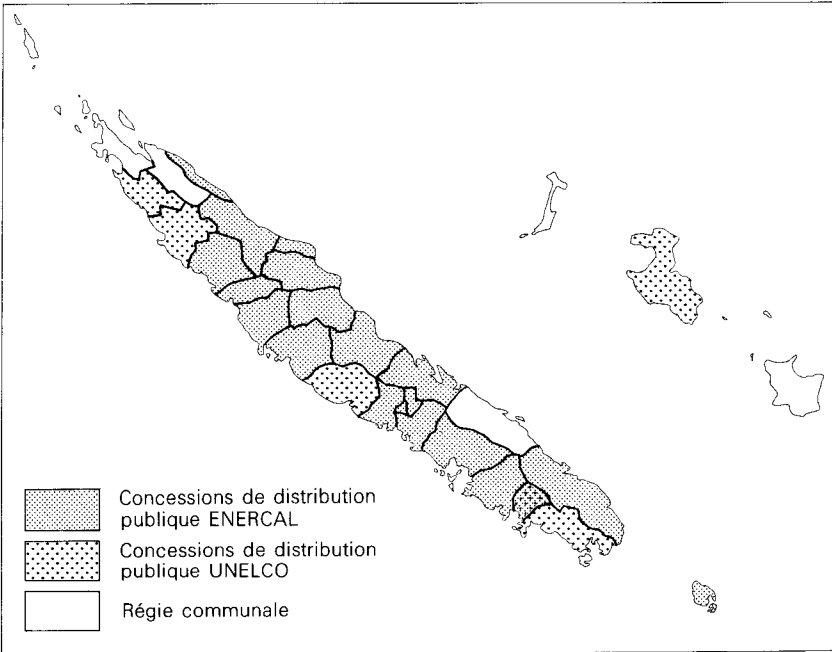 Concessions de distribution
publique ENERCAL
Concessions de distribution
publique UNELCO
Régie communale